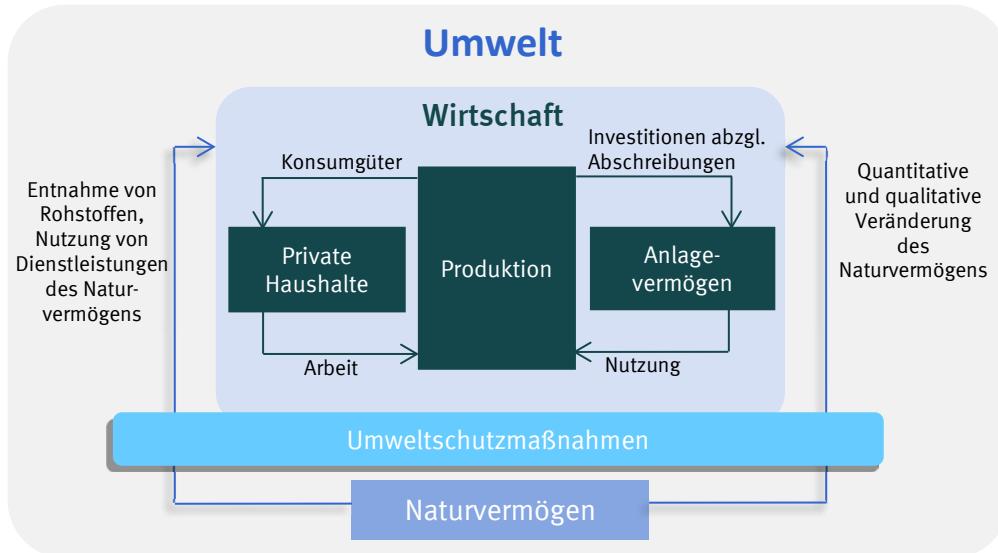 Umwelt
Wirtschaft
Entnahme von
Rohstoffen,
Nutzung von
Dienstleistungen
des Natur-
vermögens
Konsumgüter
Investitionen abzgl.
Abschreibungen
Private
Haushalte
Produktion
Anlage-
vermögen
Arbeit
Nutzung
Quantitative
und qualitative
Veränderung
des
Naturvermögens
Umweltschutzmaßnahmen
Naturvermögen